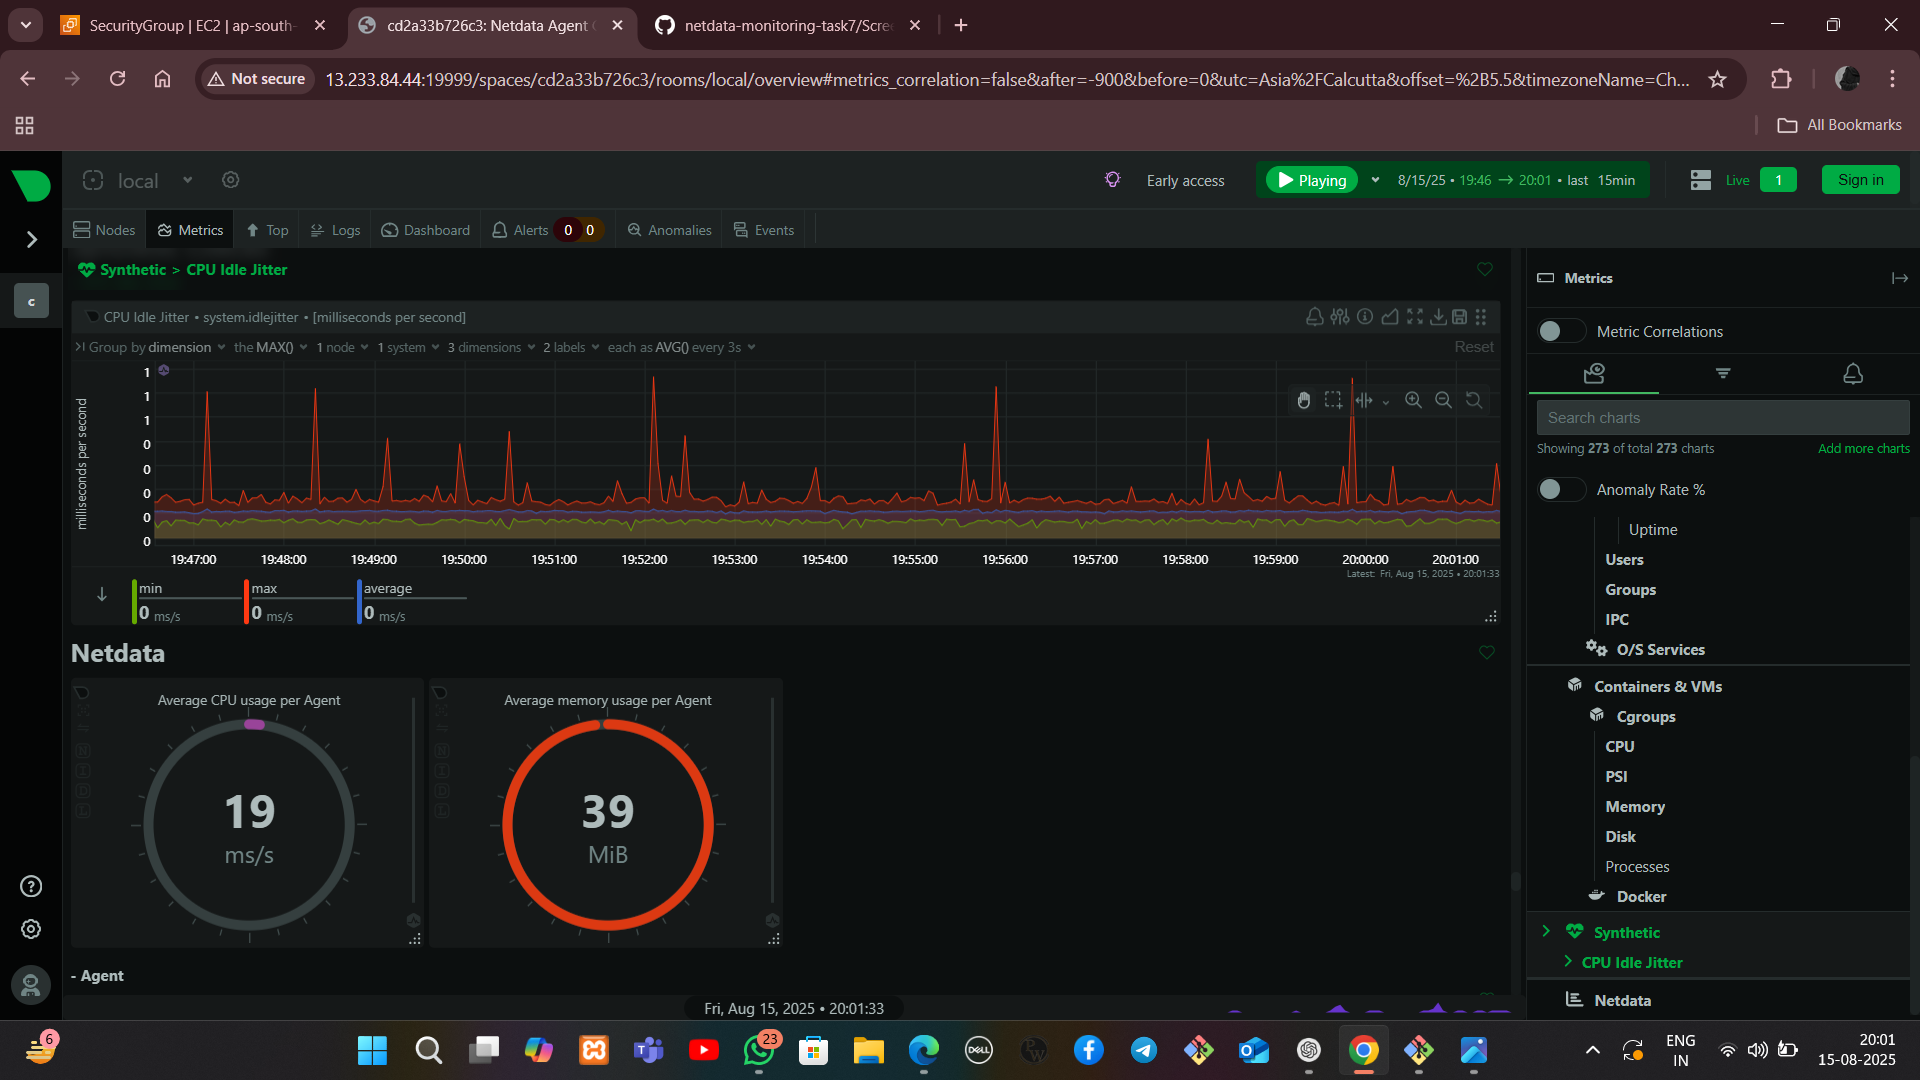 SecurityGroup | EC2 | ap-south-
cd2a33b726c3: Netdata Agent
netdata-monitoring-task7/Scre
Not secure
13.233.84.44:19999/spaces/cd2a33b726c3/rooms/local/overview#metrics_correlation=false&after=-900&before=0&utc=Asia%2FCalcutta&offset=%2B5.5&timezoneName=Ch...
All Bookmarks
local
Early access
Playing
8/15/25 • 19:46 → 20:01 • last 15min
Live
1
Sign in
Nodes
Metrics
Top
Logs
Dashboard
Alerts
0
0
Anomalies
Events
c
Synthetic > CPU Idle Jitter
CPU Idle Jitter • system.idlejitter • [milliseconds per second]
Group by dimension
the MAX()
1 node
1 system
3 dimensions
2 labels
each as AVG() every 3s
Reset
milliseconds per second
1
1
1
0
0
0
0
0
19:47:00
19:48:00
19:49:00
19:50:00
19:51:00
19:52:00
19:53:00
19:54:00
19:55:00
19:56:00
19:57:00
19:58:00
19:59:00
20:00:00
20:01:00
Latest: Fri, Aug 15, 2025 • 20:01:33
min
0 ms/s
max
0 ms/s
average
0 ms/s
Netdata
Average CPU usage per Agent
N
I
D
L
19
ms/s
Average memory usage per Agent
N
I
D
L
39
MiB
- Agent
Fri, Aug 15, 2025 • 20:01:33
Metrics
Metric Correlations
Search charts
Showing 273 of total 273 charts
Add more charts
Anomaly Rate %
Uptime
Users
Groups
IPC
O/S Services
Containers & VMs
Cgroups
CPU
PSI
Memory
Disk
Processes
Docker
Synthetic
CPU Idle Jitter
Netdata
6
23
DELL
ENG
IN
20:01
15-08-2025